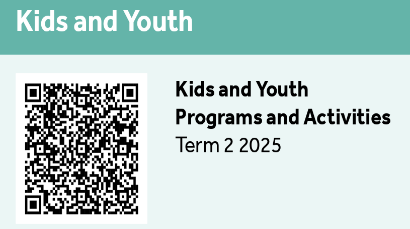 Kids and Youth
Kids and Youth
Programs and Activities
Term 2 2025